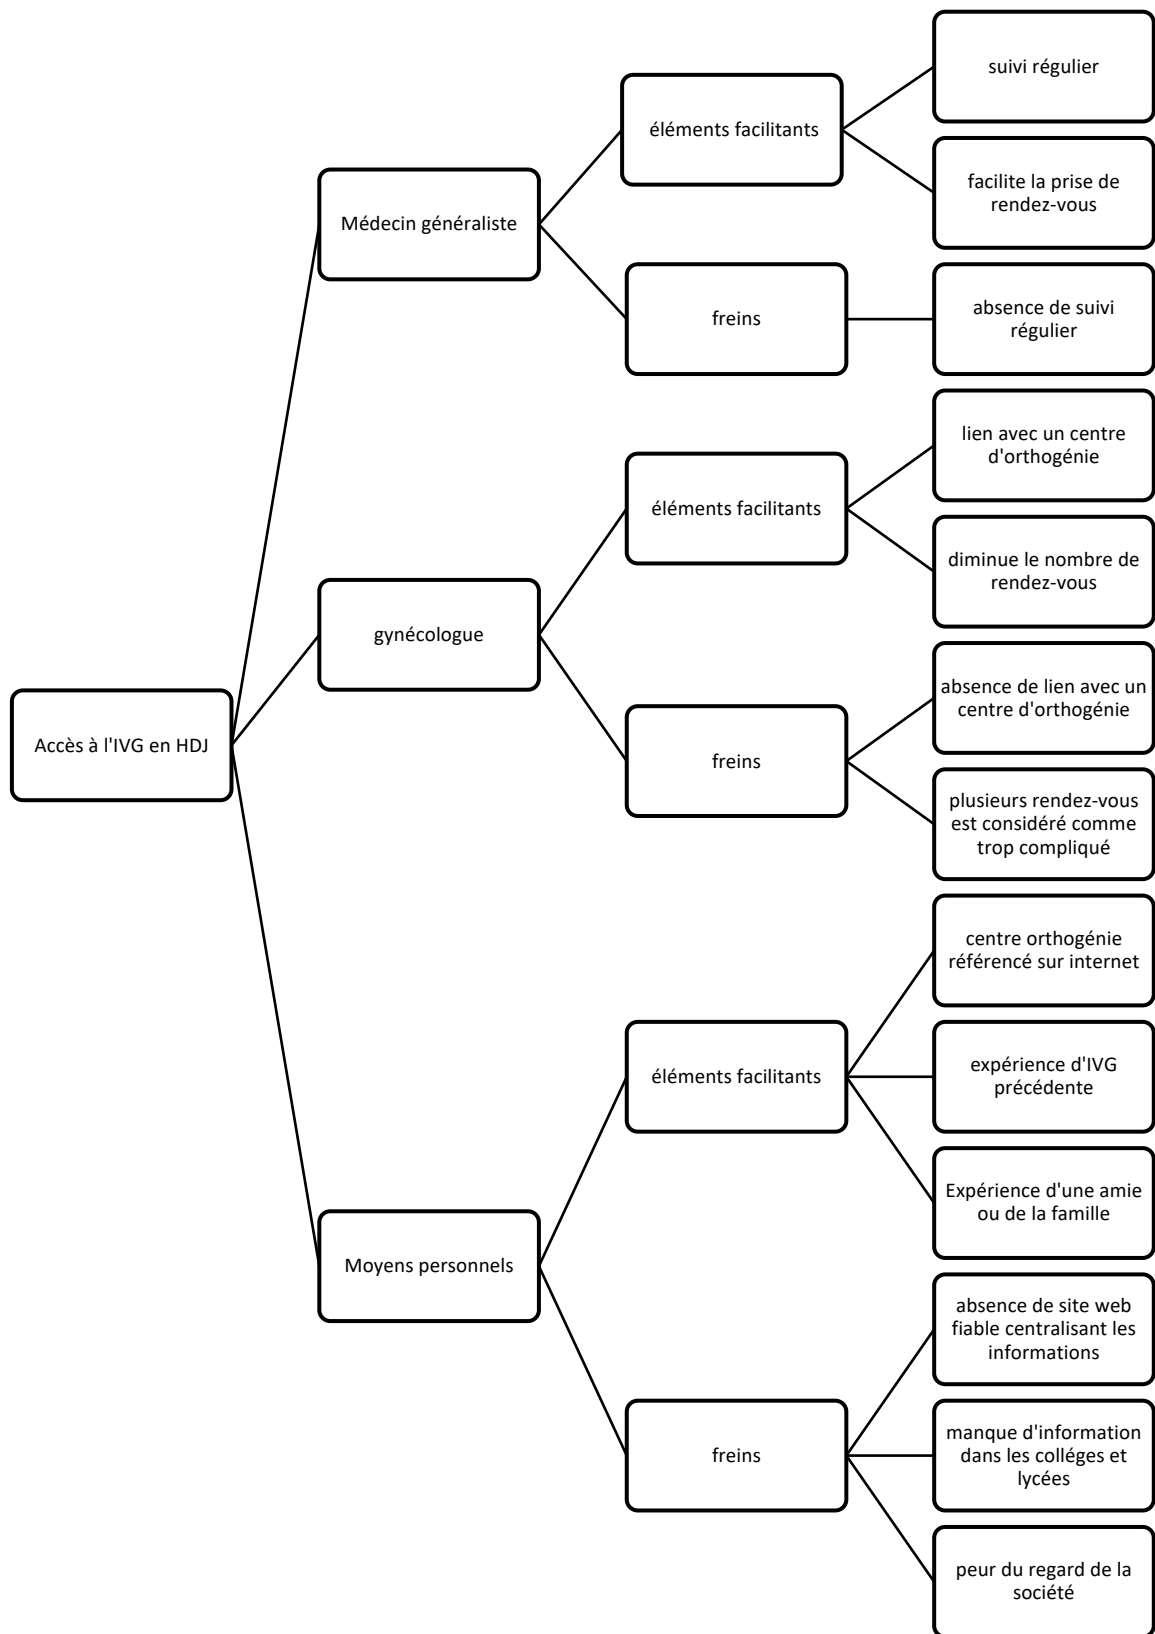 Accès à l'IVG en HDJ
Médecin généraliste
éléments facilitants
suivi régulier
facilite la prise de
rendez-vous
freins
absence de suivi
régulier
gynécologue
éléments facilitants
lien avec un centre
d'orthogénie
diminue le nombre de
rendez-vous
freins
absence de lien avec un
centre d'orthogénie
plusieurs rendez-vous
est considéré comme
trop compliqué
Moyens personnels
éléments facilitants
centre orthogénie
référencé sur internet
expérience d'IVG
précédente
Expérience d'une amie
ou de la famille
freins
absence de site web
fiable centralisant les
informations
manque d'information
dans les colléges et
lycées
peur du regard de la
société